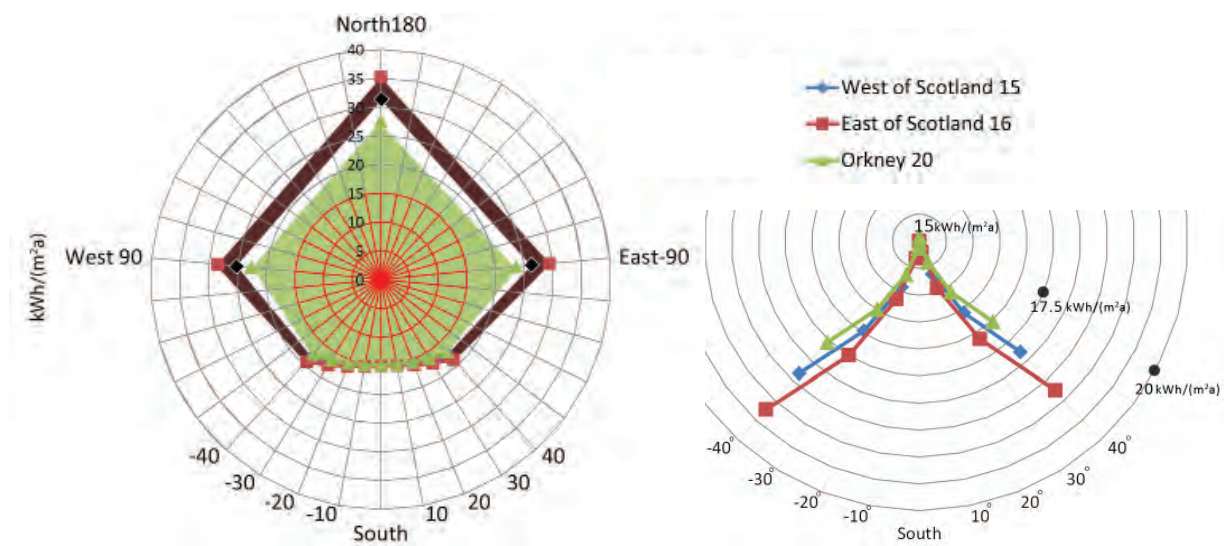 North180
40
35
30
25
20
15
10
5
0
West 90
East-90
kWh/(m²a)
-40
-30
-20
-10
South
10
20
30
40
West of Scotland 15
East of Scotland 16
Orkney 20
15kWh/(m²a)
17.5 kWh/(m²a)
20 kWh/(m²a)
-40°
-30°
-20°
-10°
South
10°
20°
30°
40°